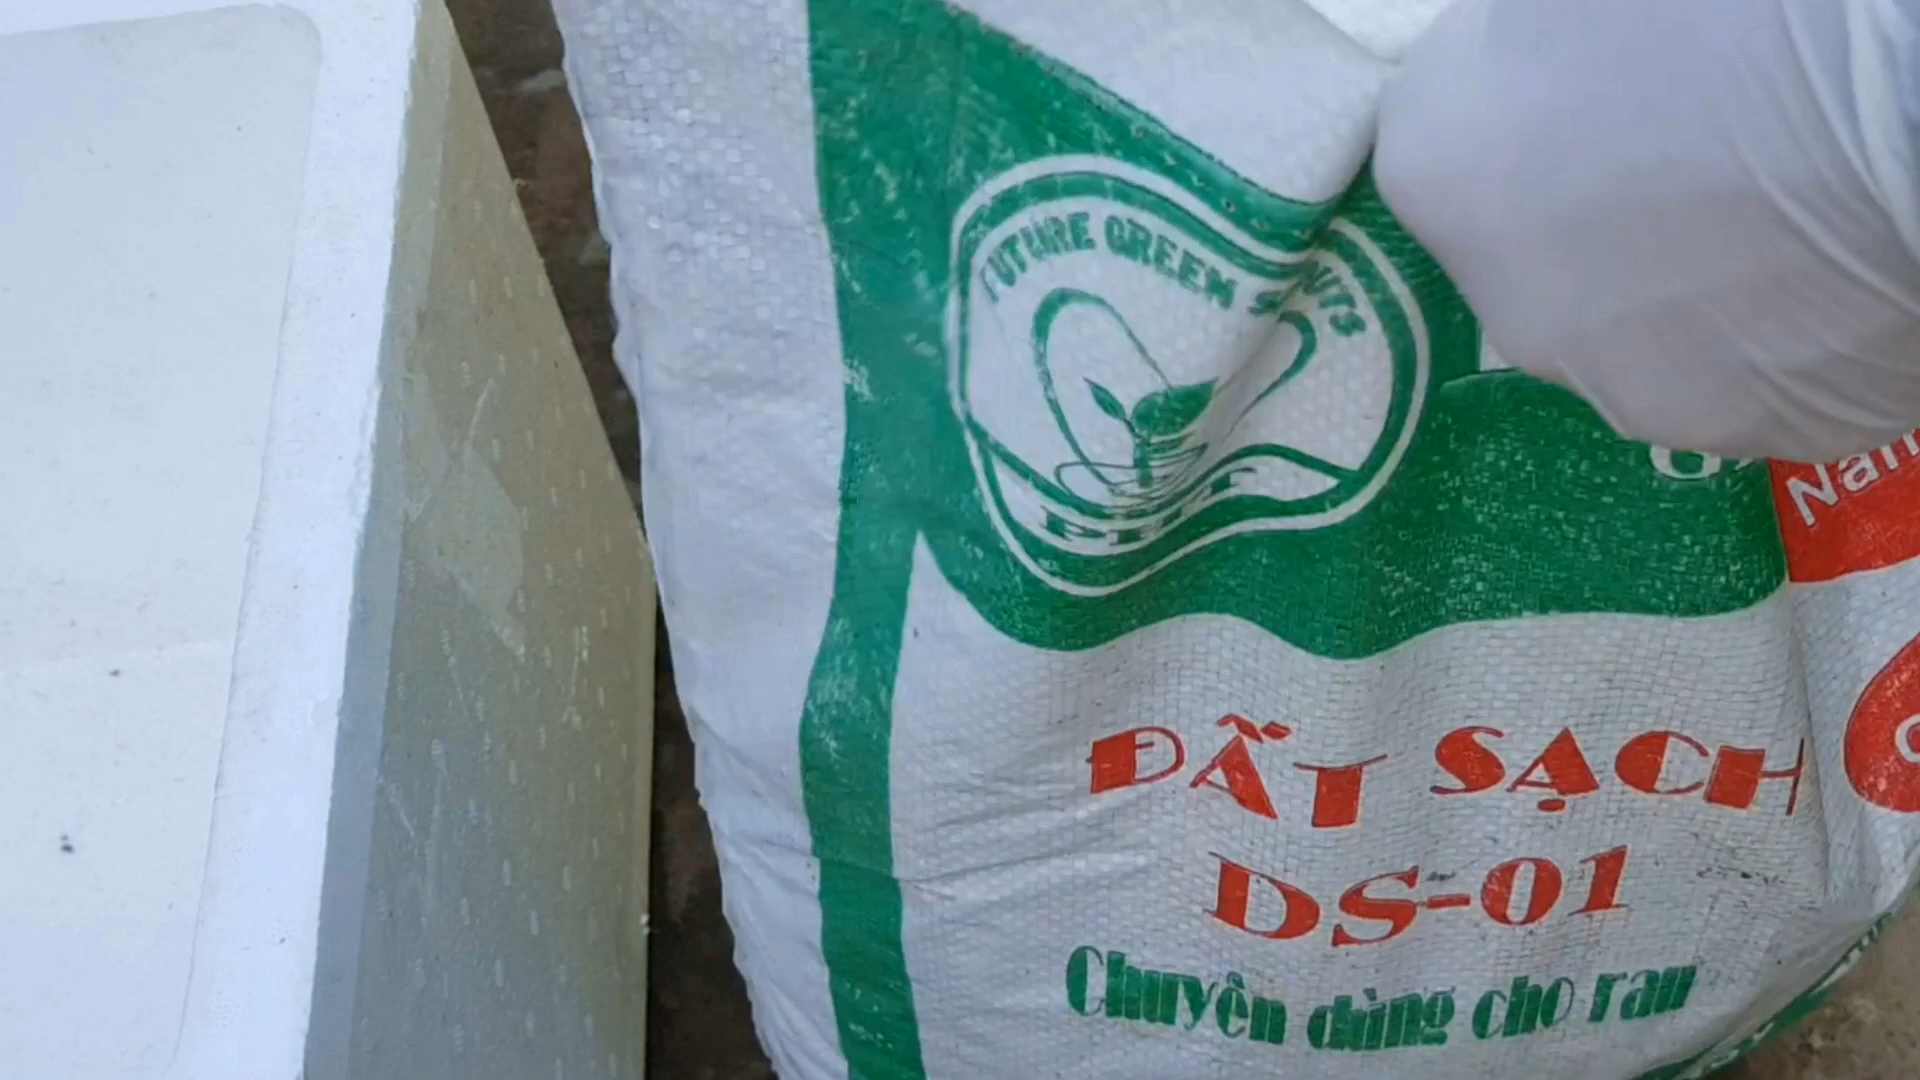 FUTURE GREEN
ĐẤT SẠCH
DS-01
Chuyên dùng cho rau